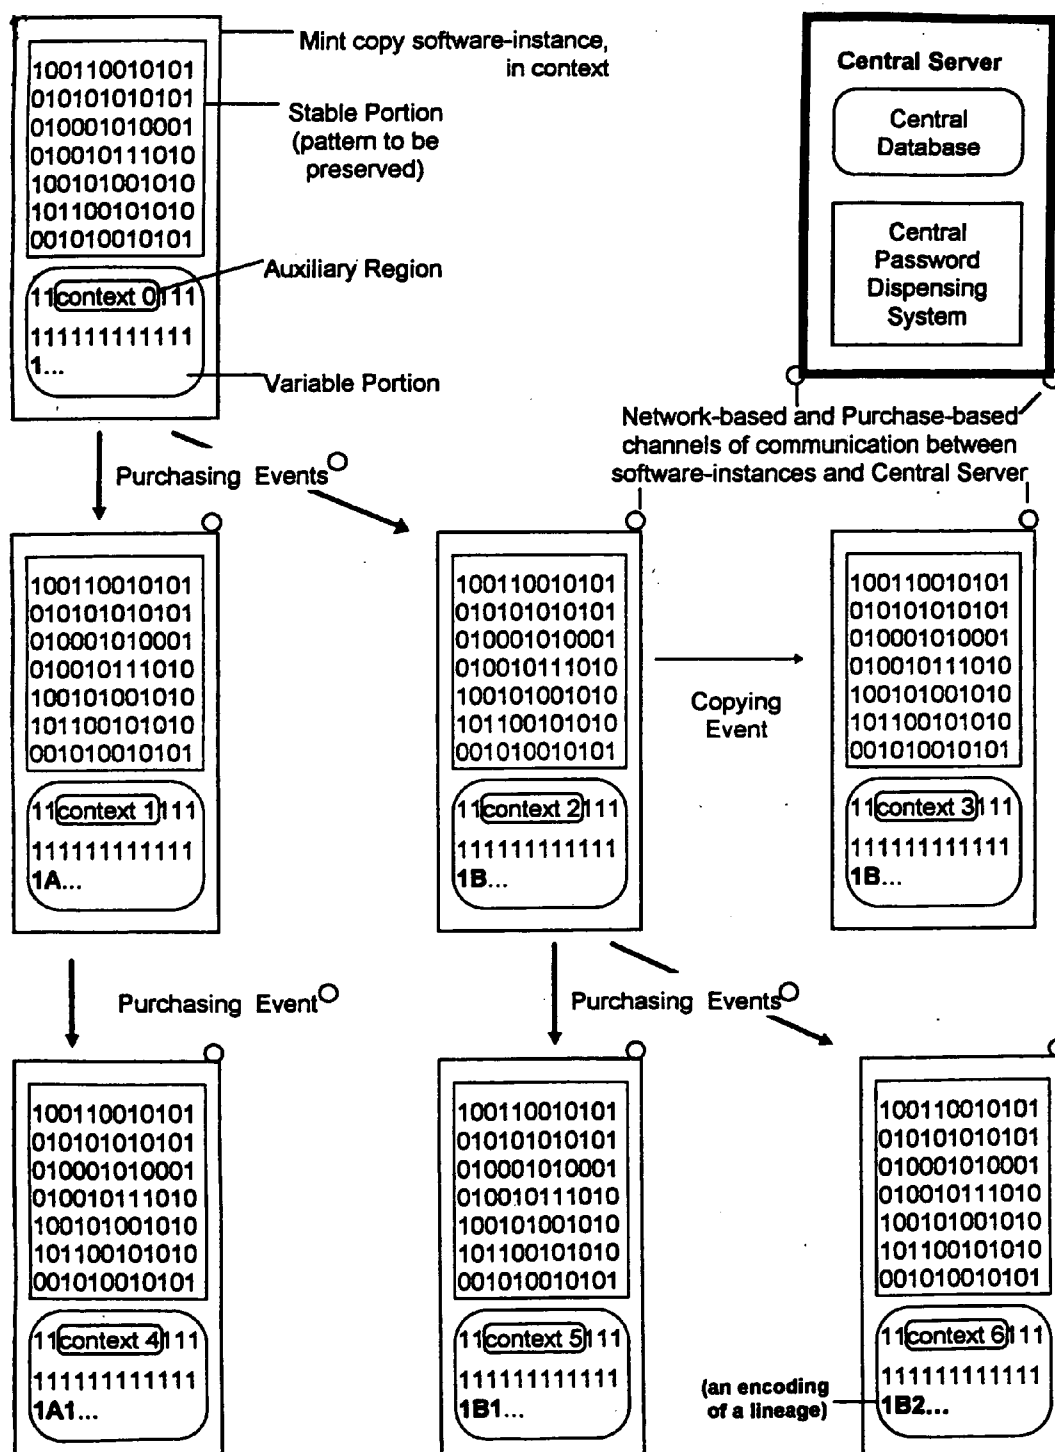 100110010101
010101010101
010001010001
010010111010
100101001010
101100101010
001010010101
11context 0111
111111111111
1...
Mint copy software-instance,
in context
Stable Portion
(pattern to be
preserved)
Auxiliary Region
Variable Portion
Central Server
Central
Database
Central
Password
Dispensing
System
Network-based and Purchase-based
channels of communication between
software-instances and Central Server
Purchasing Events
100110010101
010101010101
010001010001
010010111010
100101001010
101100101010
001010010101
11context 1111
111111111111
1A...
100110010101
010101010101
010001010001
010010111010
100101001010
101100101010
001010010101
11context 2111
111111111111
1B...
Copying
Event
100110010101
010101010101
010001010001
010010111010
100101001010
101100101010
001010010101
11context 3111
111111111111
1B...
Purchasing Event
Purchasing Events
100110010101
010101010101
010001010001
010010111010
100101001010
101100101010
001010010101
11context 4111
111111111111
1A1...
100110010101
010101010101
010001010001
010010111010
100101001010
101100101010
001010010101
11context 5111
111111111111
1B1...
100110010101
010101010101
010001010001
010010111010
100101001010
101100101010
001010010101
11context 6111
111111111111
1B2...
(an encoding
of a lineage)